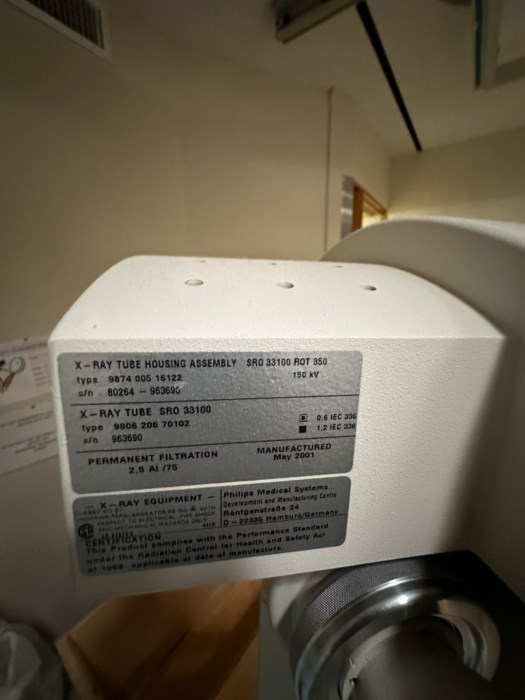 X-RAY TUBE HOUSING ASSEMBLY SRO 33100 ROT 350
type 9874 005 16122 150 kV
s/n 80264 - 963690
X-RAY TUBE SRO 33100
type 9806 206 70102 0,6 IEC 336
s/n 963690 1,2 IEC 336
PERMANENT FILTRATION MANUFACTURED
2,5 Al /75 May 2001
- X-RAY EQUIPMENT - Philips Medical Systems
Development and Manufacturing Centre
Röntgenstraße 24
D-22335 Hamburg/Germany
CERTIFICATION
This Product complies with the Performance Standard
under the Radiation Control for Health and Safety Act
of 1968 applicable at date of manufacture.